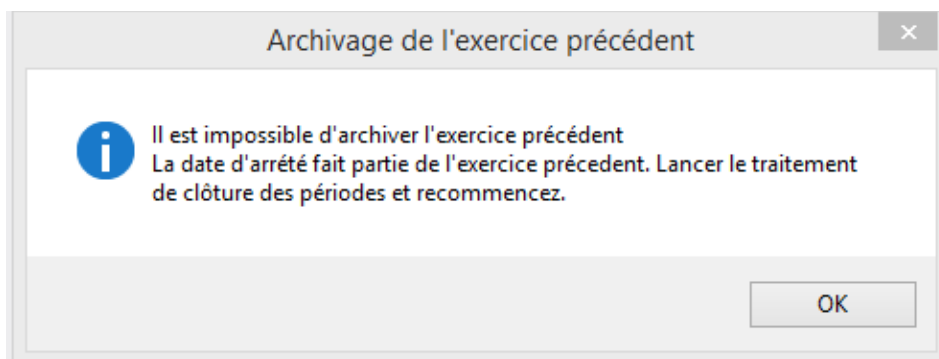 Archivage de l'exercice précédent
Il est impossible d'archiver l'exercice précédent
La date d'arrété fait partie de l'exercice précedent. Lancer le traitement
de clôture des périodes et recommencez.
OK